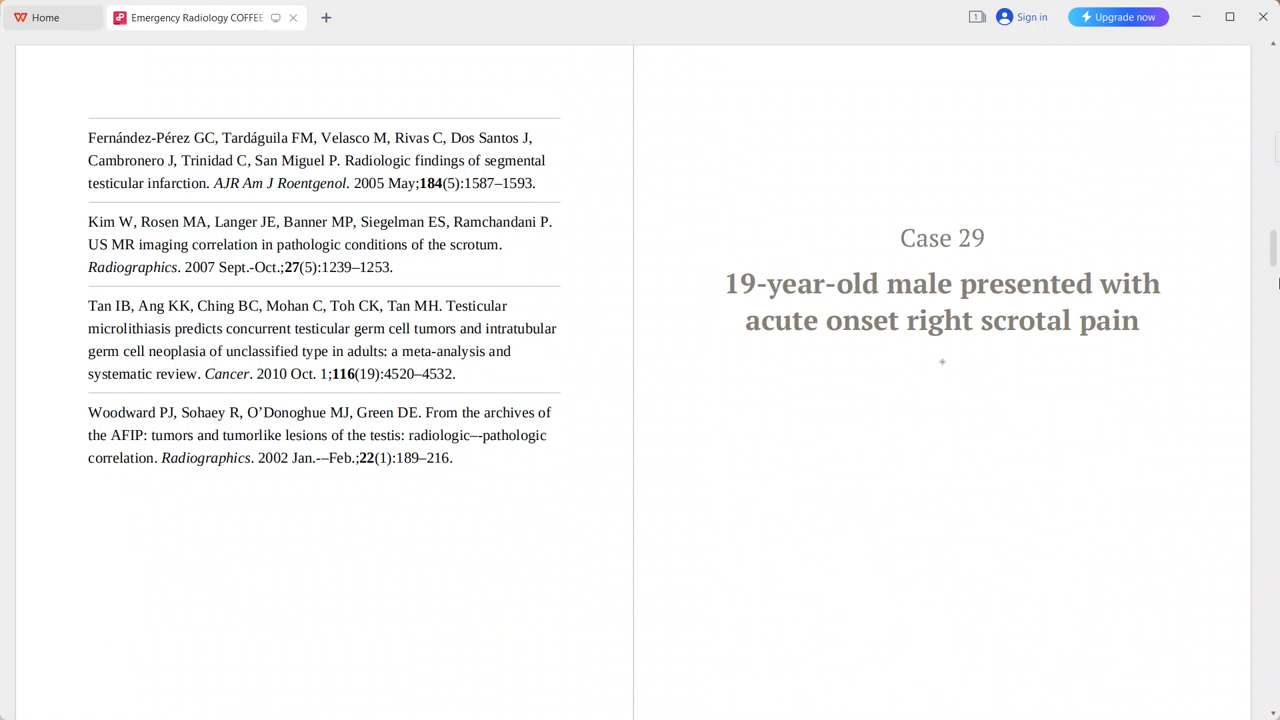 Home
Emergency Radiology COFFEE
1
Sign in
Upgrade now
Fernández-Pérez GC, Tardáguila FM, Velasco M, Rivas C, Dos Santos J,
Cambronero J, Trinidad C, San Miguel P. Radiologic findings of segmental
testicular infarction. AJR Am J Roentgenol. 2005 May;184(5):1587–1593.
Kim W, Rosen MA, Langer JE, Banner MP, Siegelman ES, Ramchandani P.
US MR imaging correlation in pathologic conditions of the scrotum.
Radiographics. 2007 Sept.-Oct.;27(5):1239–1253.
Tan IB, Ang KK, Ching BC, Mohan C, Toh CK, Tan MH. Testicular
microlithiasis predicts concurrent testicular germ cell tumors and intratubular
germ cell neoplasia of unclassified type in adults: a meta-analysis and
systematic review. Cancer. 2010 Oct. 1;116(19):4520–4532.
Woodward PJ, Sohaey R, O’Donoghue MJ, Green DE. From the archives of
the AFIP: tumors and tumorlike lesions of the testis: radiologic–-pathologic
correlation. Radiographics. 2002 Jan.-–Feb.;22(1):189–216.
Case 29
19-year-old male presented with
acute onset right scrotal pain